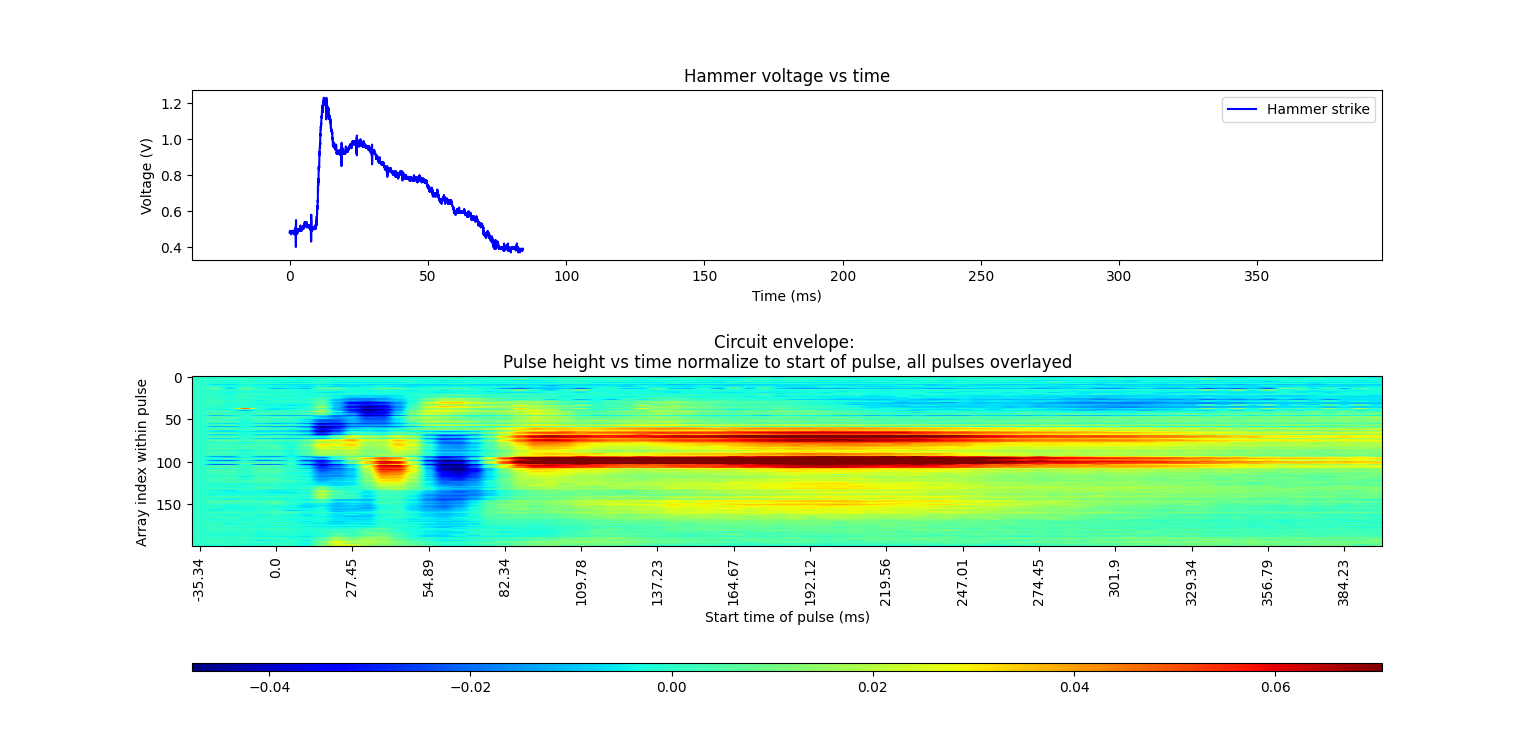 Hammer voltage vs time
Hammer strike
1.2
1.0
0.8
0.6
0.4
Voltage (V)
0 50 100 150 200 250 300 350
Time (ms)
Circuit envelope:
Pulse height vs time normalize to start of pulse, all pulses overlayed
0
50
100
150
Array index within pulse
-35.34 0.0 27.45 54.89 82.34 109.78 137.23 164.67 192.12 219.56 247.01 274.45 301.9 329.34 356.79 384.23
Start time of pulse (ms)
−0.04 −0.02 0.00 0.02 0.04 0.06